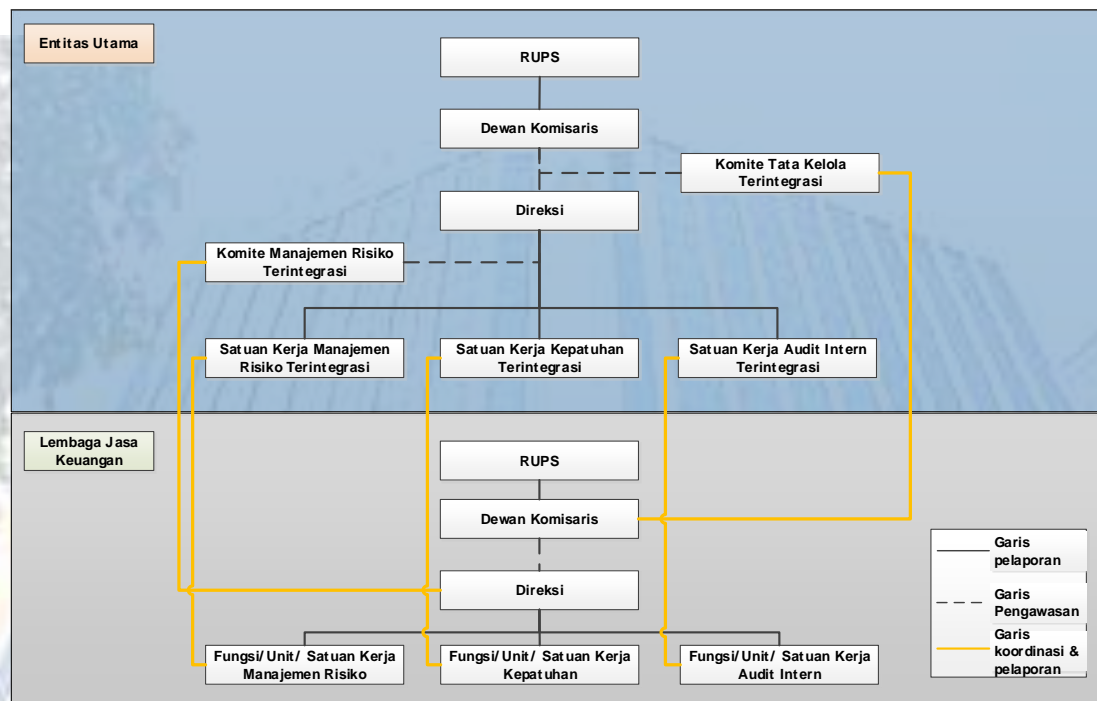 Entitas Utama
RUPS
Dewan Komisaris
Komite Tata Kelola
Terintegrasi
Direksi
Komite Manajemen Risiko
Terintegrasi
Satuan Kerja Manajemen
Risiko Terintegrasi
Satuan Kerja Kepatuhan
Terintegrasi
Satuan Kerja Audit Intern
Terintegrasi
Lembaga Jasa
Keuangan
RUPS
Dewan Komisaris
Direksi
Fungsi/ Unit/ Satuan Kerja
Manajemen Risiko
Fungsi/ Unit/ Satuan Kerja
Kepatuhan
Fungsi/ Unit/ Satuan Kerja
Audit Intern
Garis
pelaporan
Garis
Pengawasan
Garis
koordinasi &
pelaporan